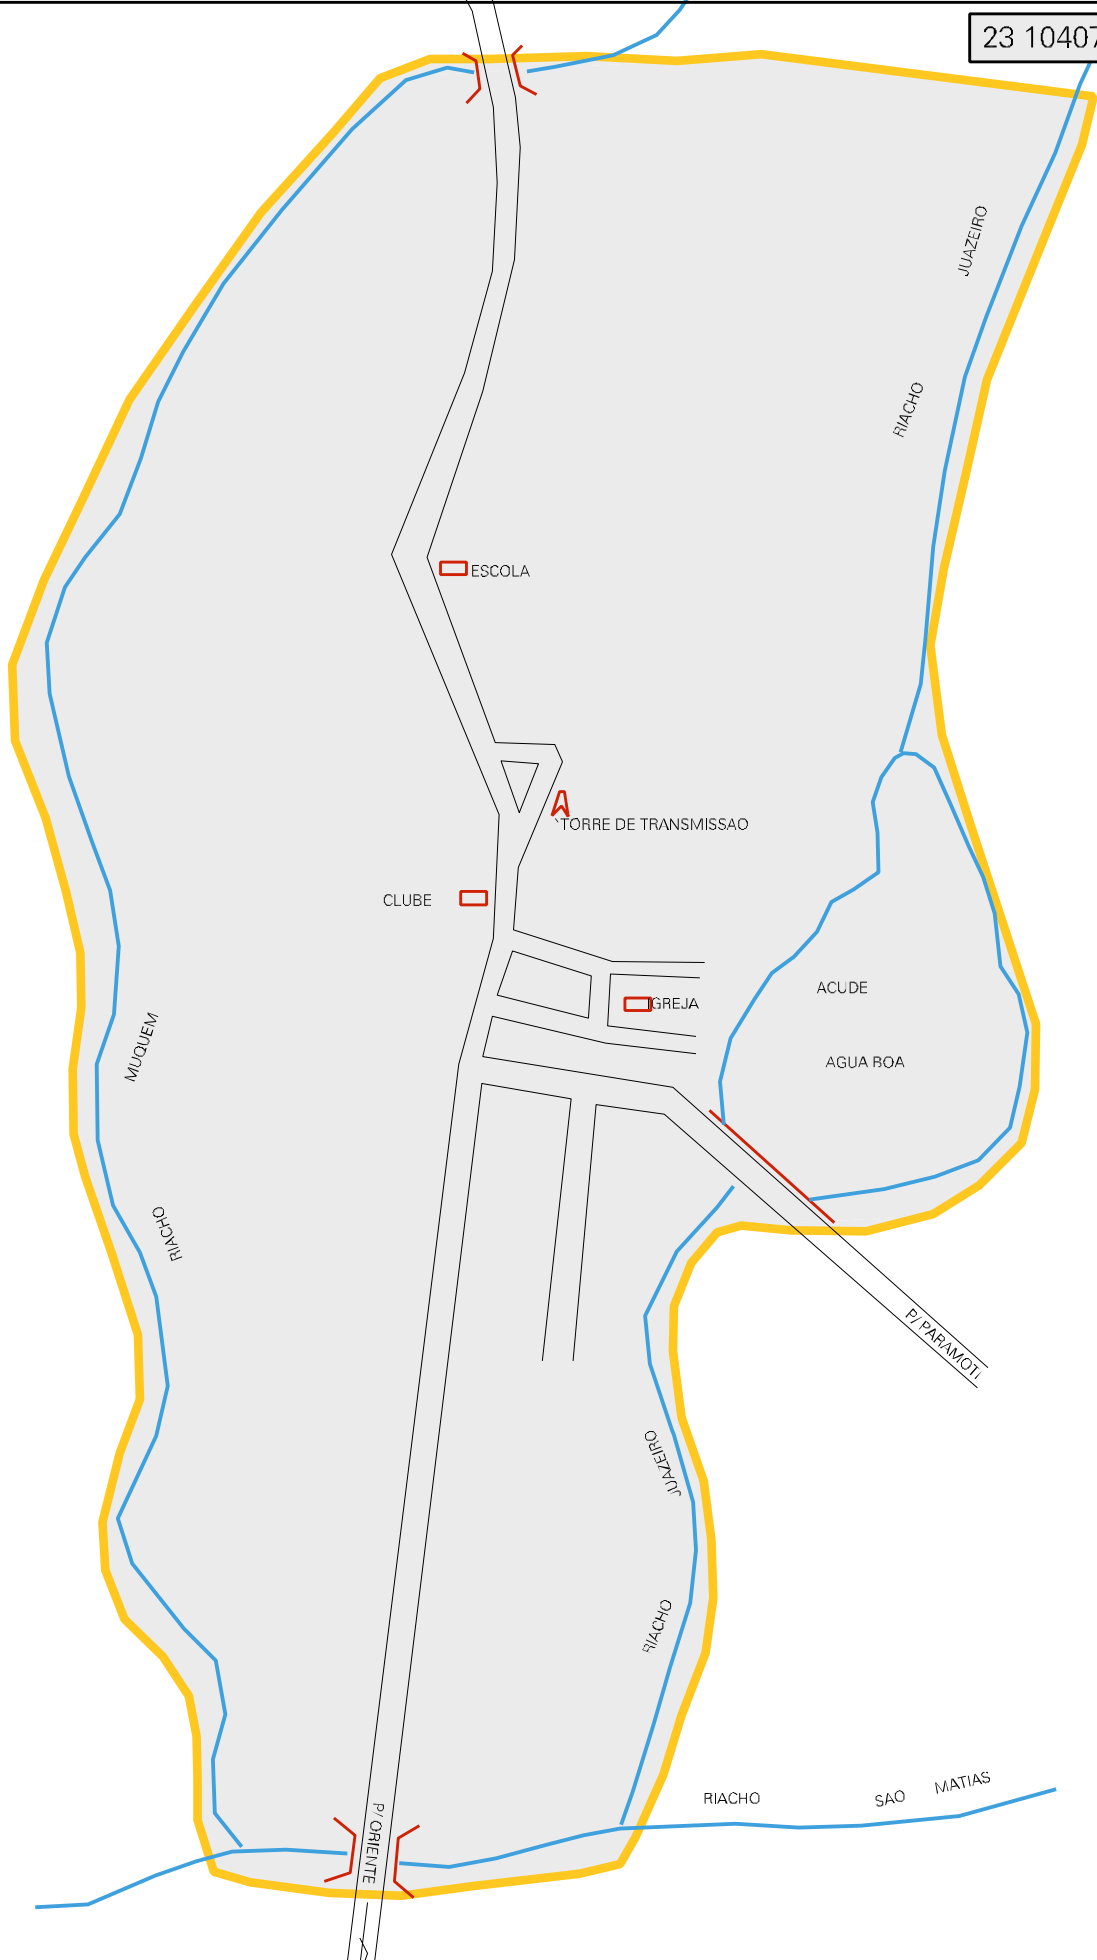 23 10407
JUAZEIRO
RIACHO
ESCOLA
TORRE DE TRANSMISSAO
CLUBE
ACUDE
IGREJA
MUQUEM
AGUA BOA
RIACHO
P/ PARAMOTI
JUAZEIRO
RIACHO
RIACHO SAO MATIAS
P/ ORIENTE